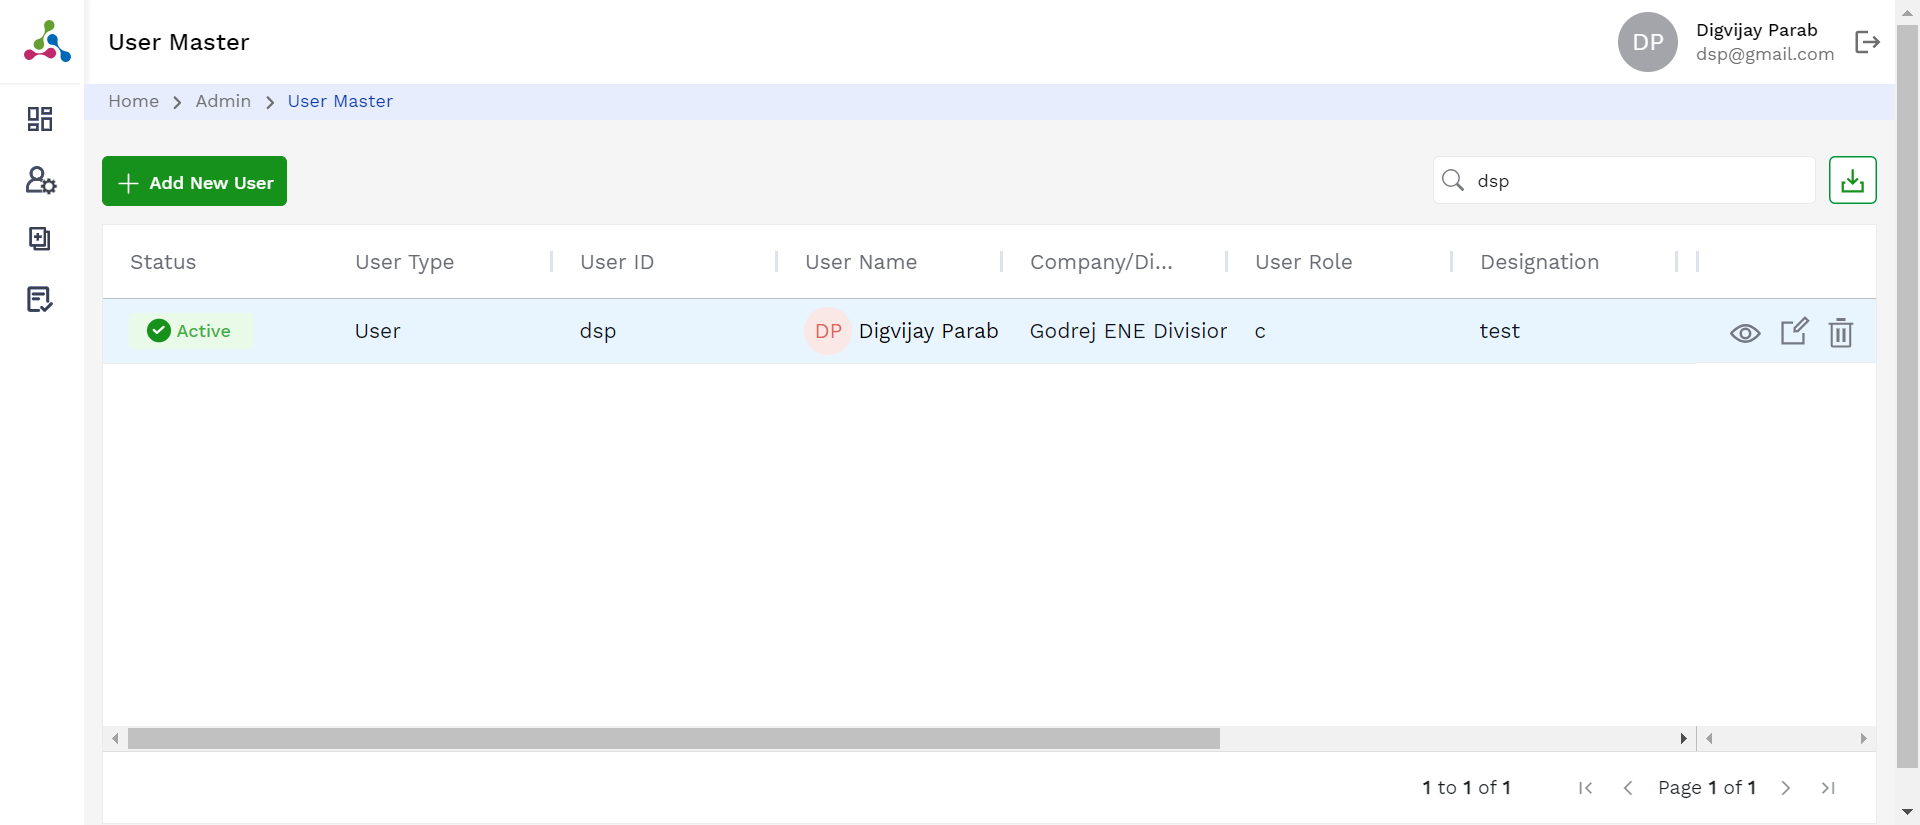 User Master
DP
Digvijay Parab
dsp@gmail.com
Home > Admin > User Master
Add New User
dsp
Status User Type User ID User Name Company/Di... User Role Designation
Active User dsp DP Digvijay Parab Godrej ENE Division c test
1 to 1 of 1 Page 1 of 1